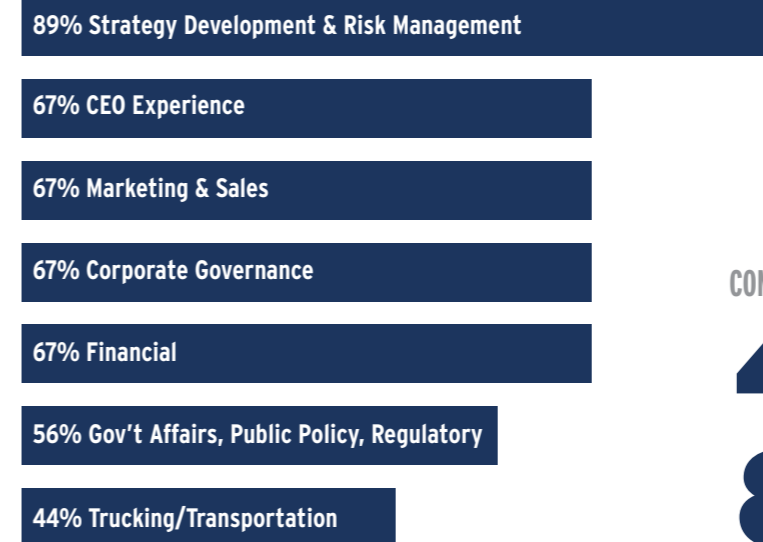 89% Strategy Development & Risk Management
67% CEO Experience
67% Marketing & Sales
67% Corporate Governance
67% Financial
56% Gov’t Affairs, Public Policy, Regulatory
44% Trucking/Transportation